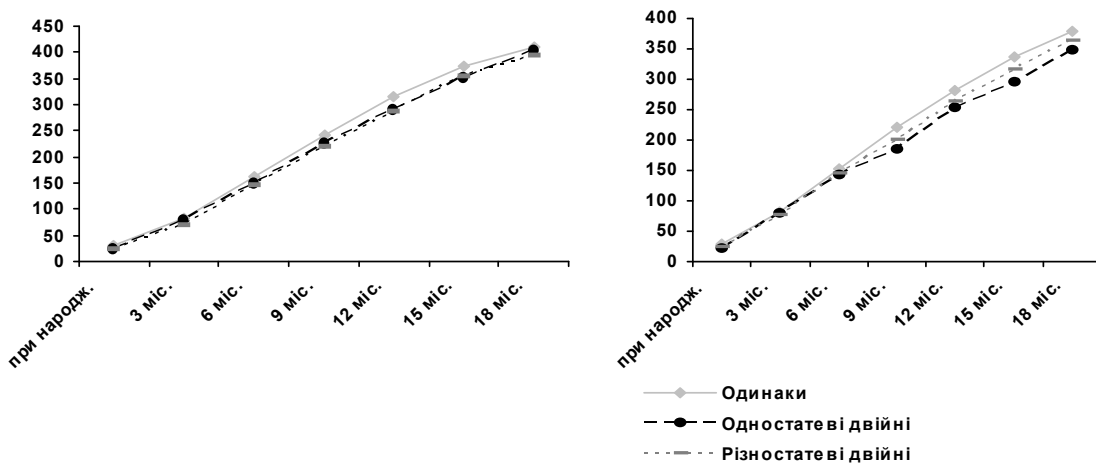 450
400
350
300
250
200
150
100
50
0
при народж.
3 міс.
6 міс.
9 міс.
12 міс.
15 міс.
18 міс.
400
350
300
250
200
150
100
50
0
при народж.
3 міс.
6 міс.
9 міс.
12 міс.
15 міс.
18 міс.
Одинаки
Одностатеві двійні
Різностатеві двійні